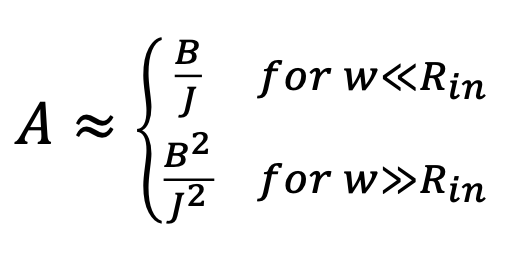 A ≈ { B/J for w≪R_in
B²/J² for w≫R_in